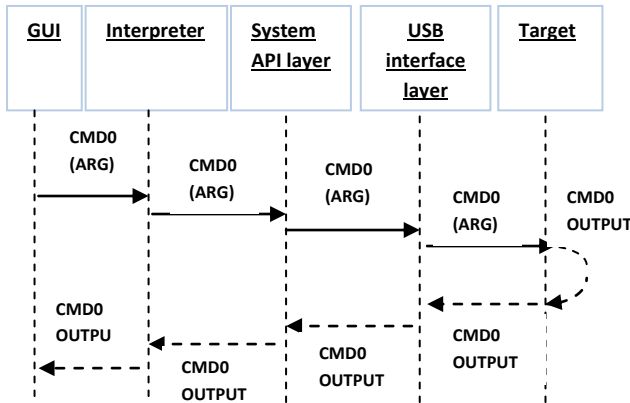 GUI
Interpreter
System
API layer
USB
interface
layer
Target
CMD0
(ARG)
CMD0
(ARG)
CMD0
(ARG)
CMD0
(ARG)
CMD0
OUTPUT
CMD0
OUTPU
CMD0
OUTPUT
CMD0
OUTPUT
CMD0
OUTPUT